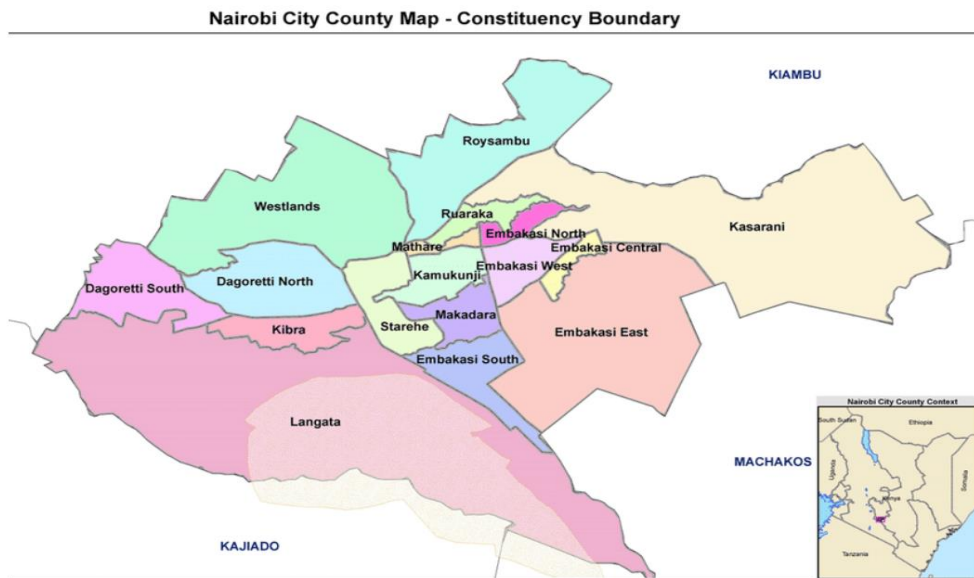 Nairobi City County Map - Constituency Boundary
KIAMBU
Roysambu
Westlands
Ruaraka
Kasarani
Embakasi North
Mathare
Embakasi Central
Kamukunji
Embakasi West
Dagoretti North
Dagoretti South
Makadara
Kibra
Starehe
Embakasi East
Embakasi South
Langata
MACHAKOS
KAJIADO
Nairobi City County Context
South Sudan
Ethiopia
Uganda
Somalia
Kenya
Tanzania